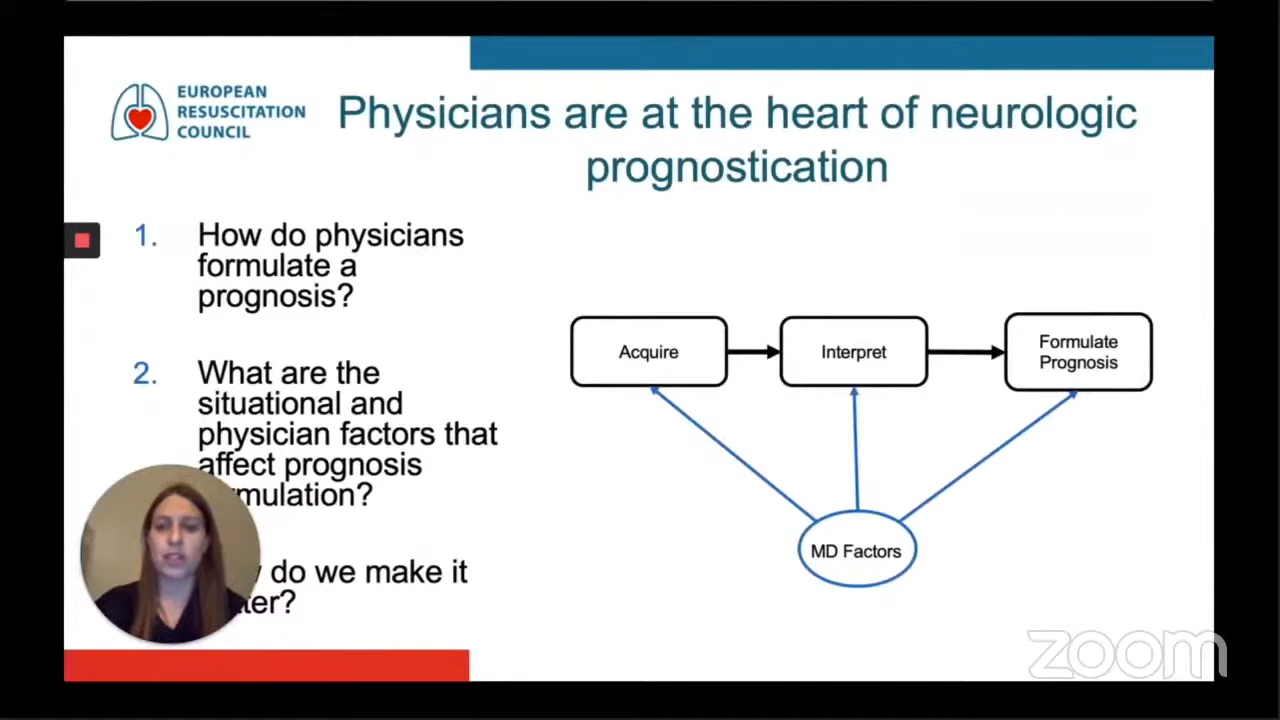 EUROPEAN
RESUSCITATION
COUNCIL
Physicians are at the heart of neurologic
prognostication
1. How do physicians
formulate a
prognosis?
2. What are the
situational and
physician factors that
affect prognosis
mulation?
do we make it
ter?
Acquire
Interpret
Formulate
Prognosis
MD Factors
zoom